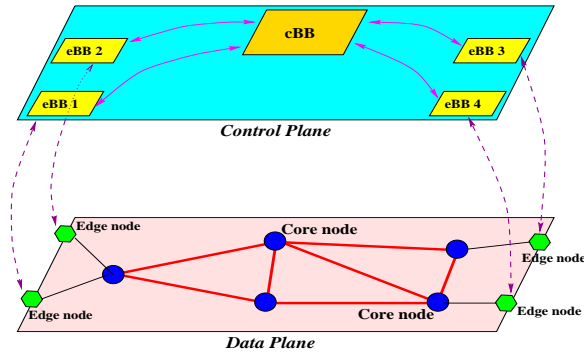 cBB
eBB 2
eBB 3
eBB 1
eBB 4
Control Plane
Edge node
Core node
Edge node
Edge node
Core node
Edge node
Data Plane